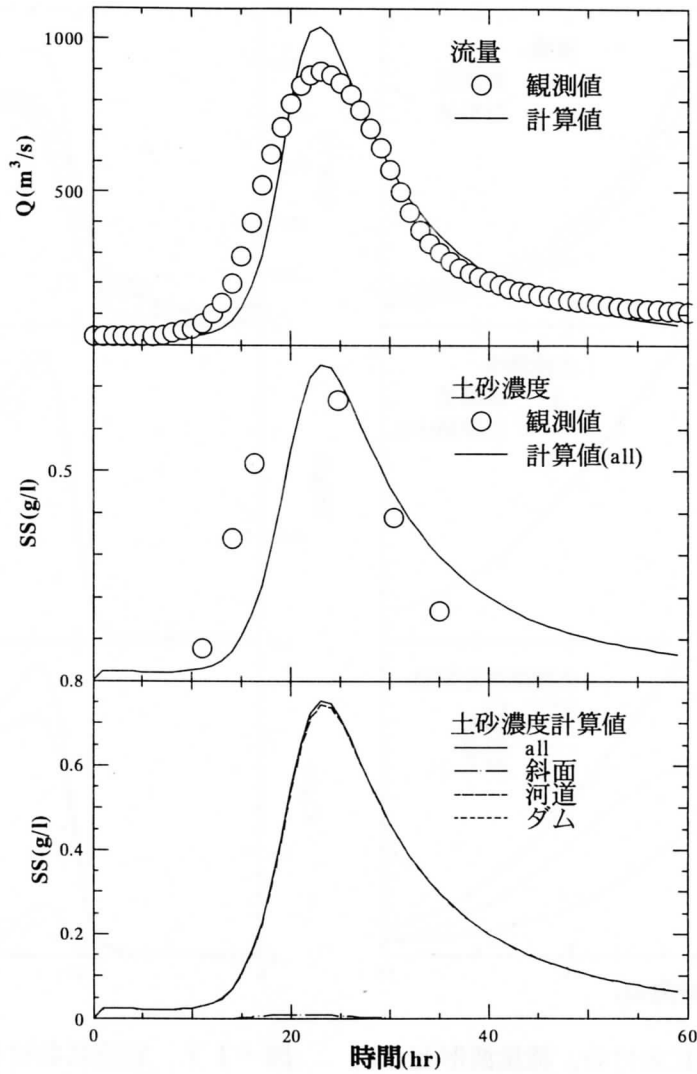 1000
500
Q(m³/s)
流量
観測値
計算値
0.5
SS(g/l)
土砂濃度
観測値
計算値(all)
0.8
0.6
0.4
0.2
0
SS(g/l)
土砂濃度計算値
all
斜面
河道
ダム
0
20
40
60
時間(hr)